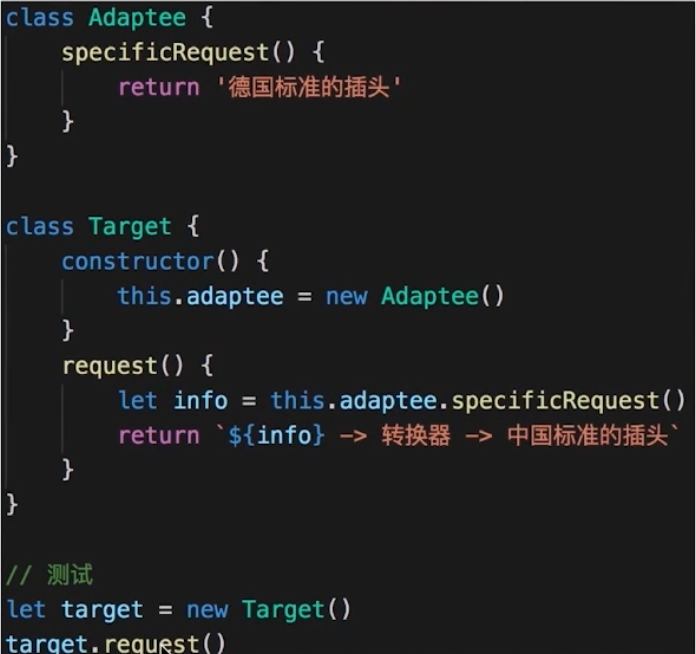 class Adaptee {
    specificRequest() {
        return '德国标准的插头'
    }
}

class Target {
    constructor() {
        this.adaptee = new Adaptee()
    }
    request() {
        let info = this.adaptee.specificRequest()
        return `${info} -> 转换器 -> 中国标准的插头`
    }
}

// 测试
let target = new Target()
target.request()